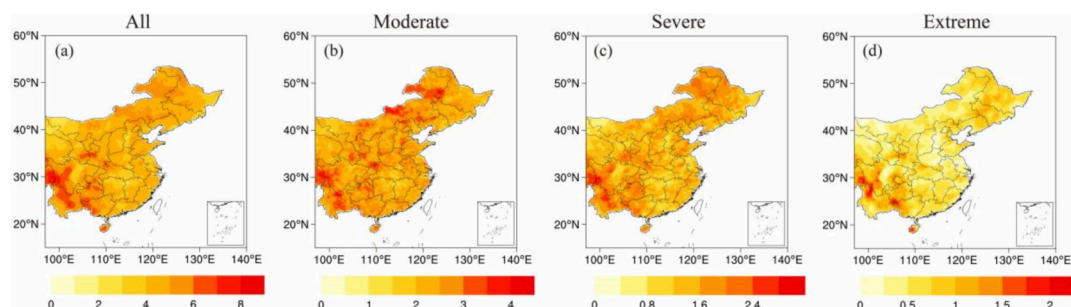 All Moderate Severe Extreme
60°N (a) 60°N (b) 60°N (c) 60°N (d)
50°N 50°N 50°N 50°N
40°N 40°N 40°N 40°N
30°N 30°N 30°N 30°N
20°N 20°N 20°N 20°N
100°E 110°E 120°E 130°E 140°E 100°E 110°E 120°E 130°E 140°E 100°E 110°E 120°E 130°E 140°E 100°E 110°E 120°E 130°E 140°E
0 2 4 6 8 0 1 2 3 4 0 0.8 1.6 2.4 0 0.5 1 1.5 2